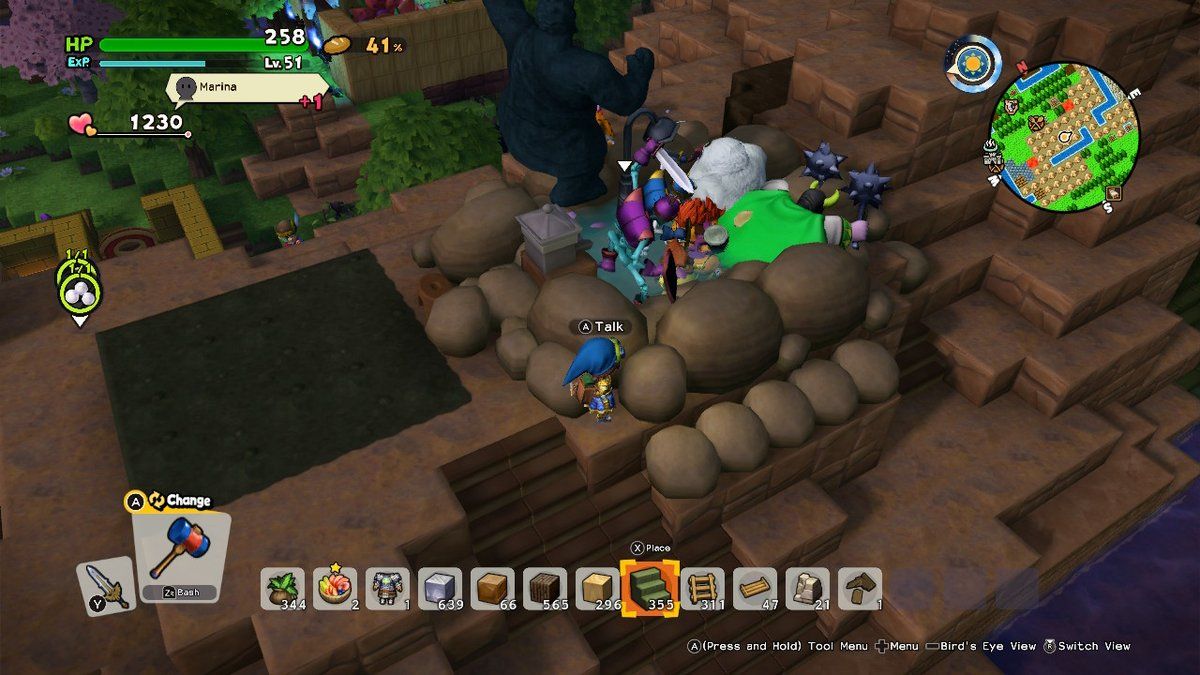 HP 258 41%
EXP Lv.51
Marina
+1
1230
N
E
W
S
1/1
1/1
A Talk
A Change
Y
ZR Bash
X Place
344 2 1 639 66 565 296 355 311 47 21 1
A (Press and Hold) Tool Menu Menu Bird's Eye View R Switch View